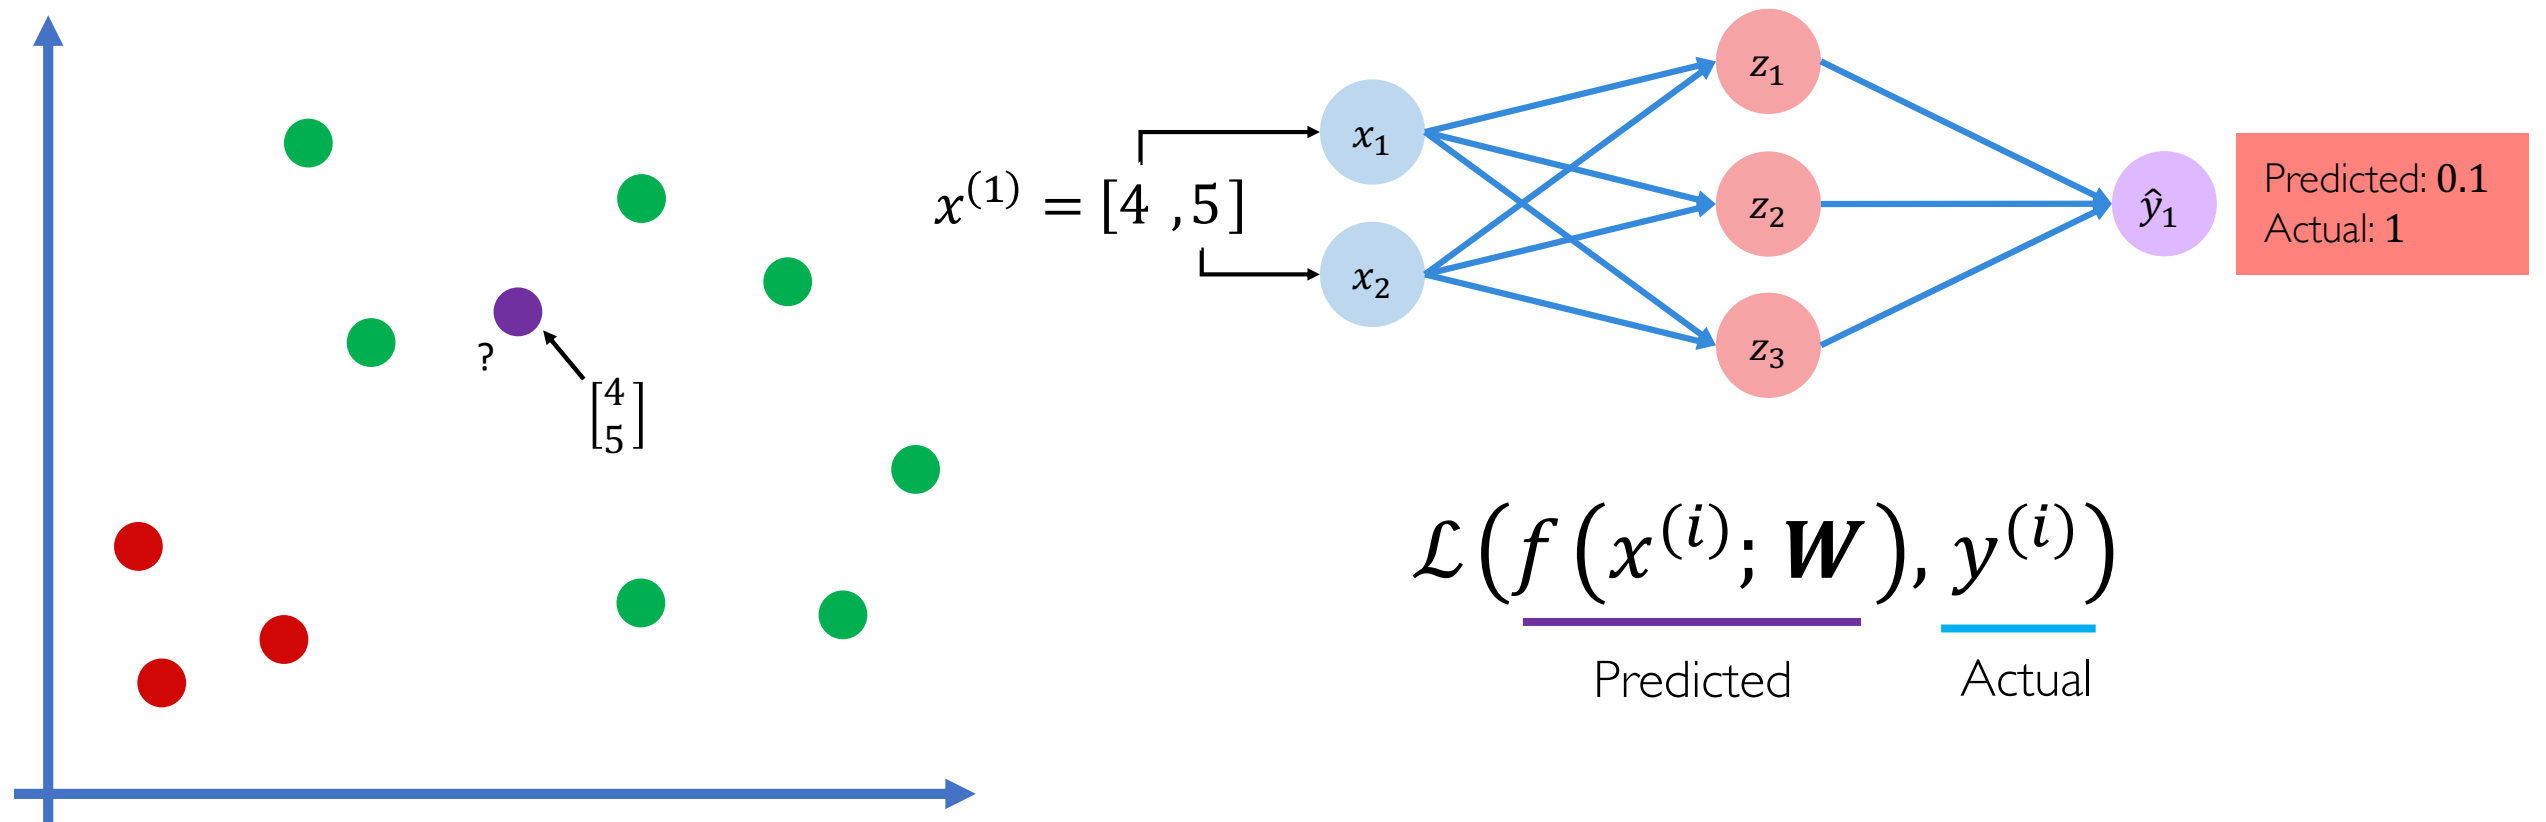 ?
[4
5]
x^(1) = [4 , 5]
x_1
x_2
z_1
z_2
z_3
ŷ_1
Predicted: 0.1
Actual: 1
ℒ(f(x^(i); W), y^(i))
Predicted
Actual